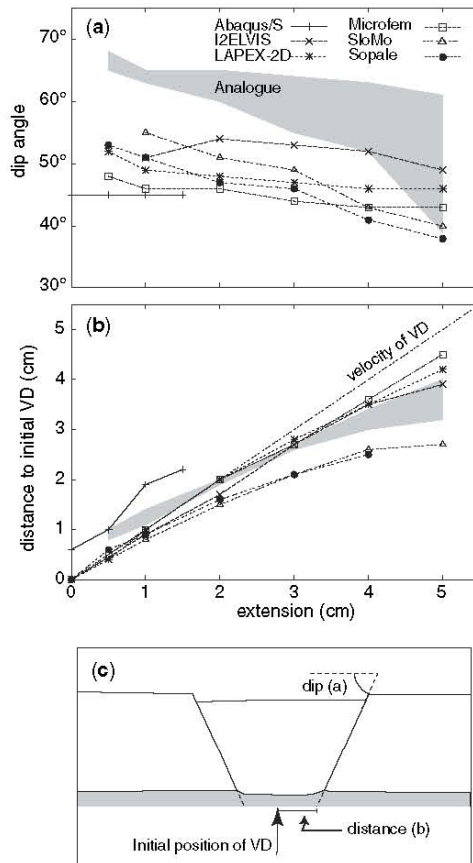 (a)
Abaqus/S
I2ELVIS
LAPEX-2D
Microfem
SloMo
Sopale
70°
60°
50°
40°
30°
dip angle
Analogue
(b)
velocity of VD
5
4
3
2
1
0
distance to initial VD (cm)
0 1 2 3 4 5
extension (cm)
(c)
dip (a)
distance (b)
Initial position of VD